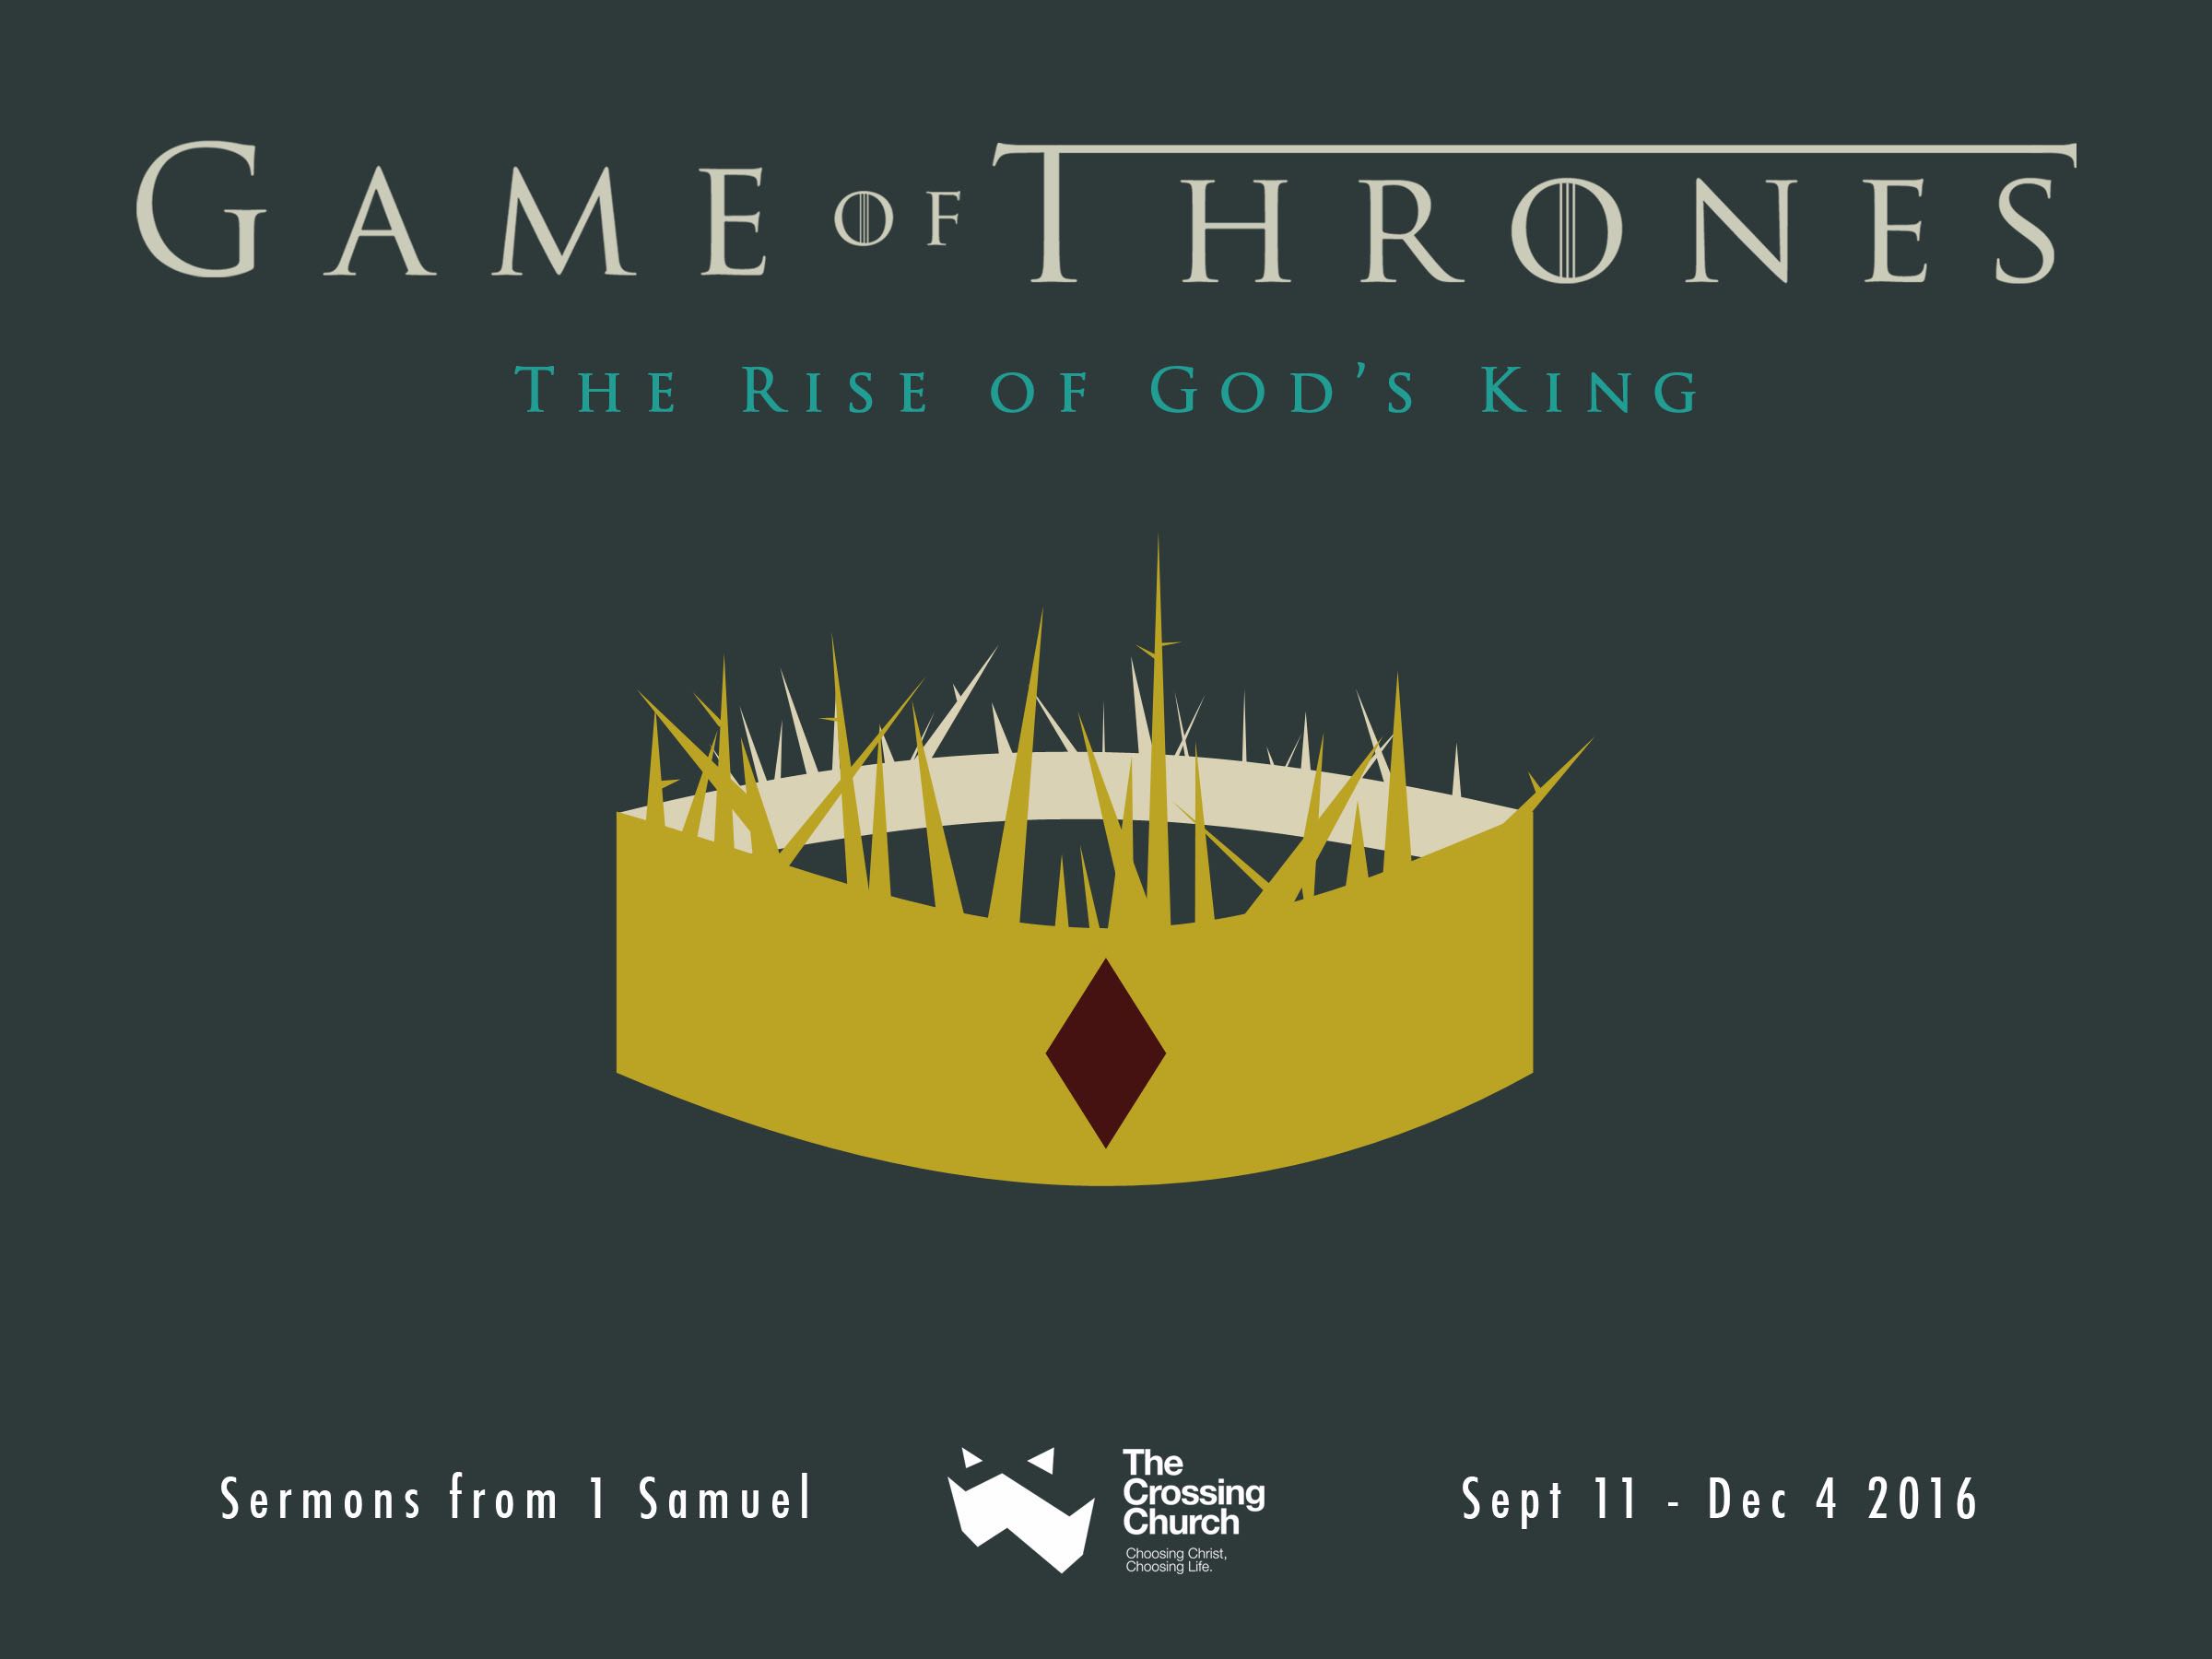 GAME OF THRONES
THE RISE OF GOD'S KING
Sermons from 1 Samuel
The
Crossing
Church
Choosing Christ,
Choosing Life.
Sept 11 - Dec 4 2016